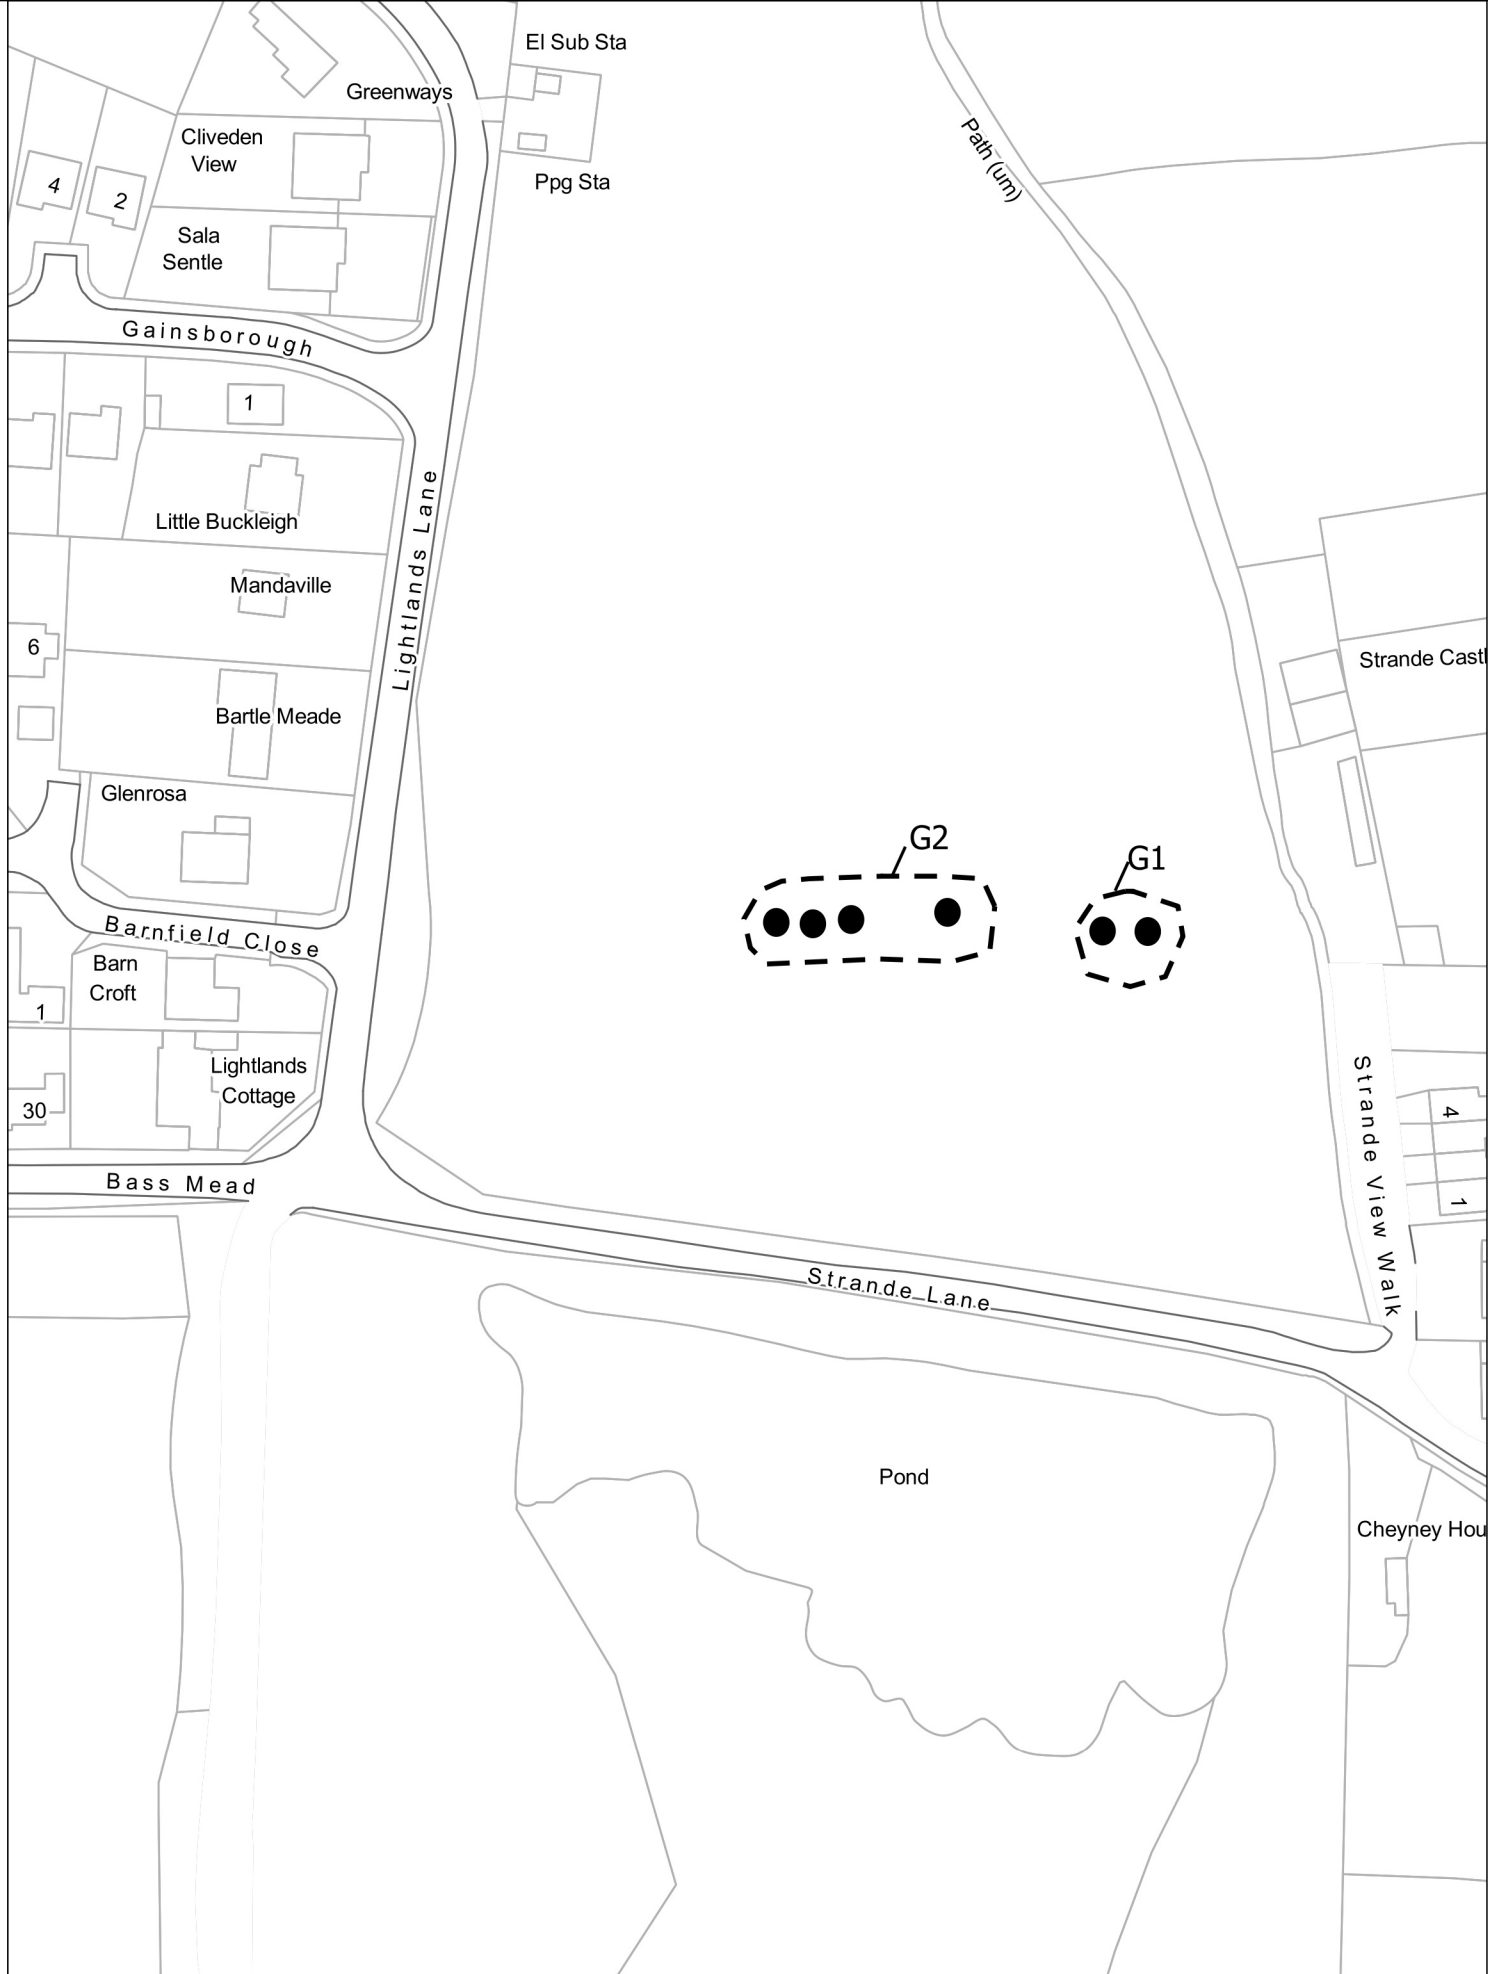 El Sub Sta
Greenways
Cliveden
View
Path (um)
Ppg Sta
4
2
Sala
Sentle
Gainsborough
1
Little Buckleigh
Lightlands Lane
Mandaville
6
Strande Castl
Bartle Meade
Glenrosa
G2
G1
Barnfield Close
Barn
Croft
1
Lightlands
Cottage
30
Strande View Walk
4
1
Bass Mead
Strande Lane
Pond
Cheyney Hou